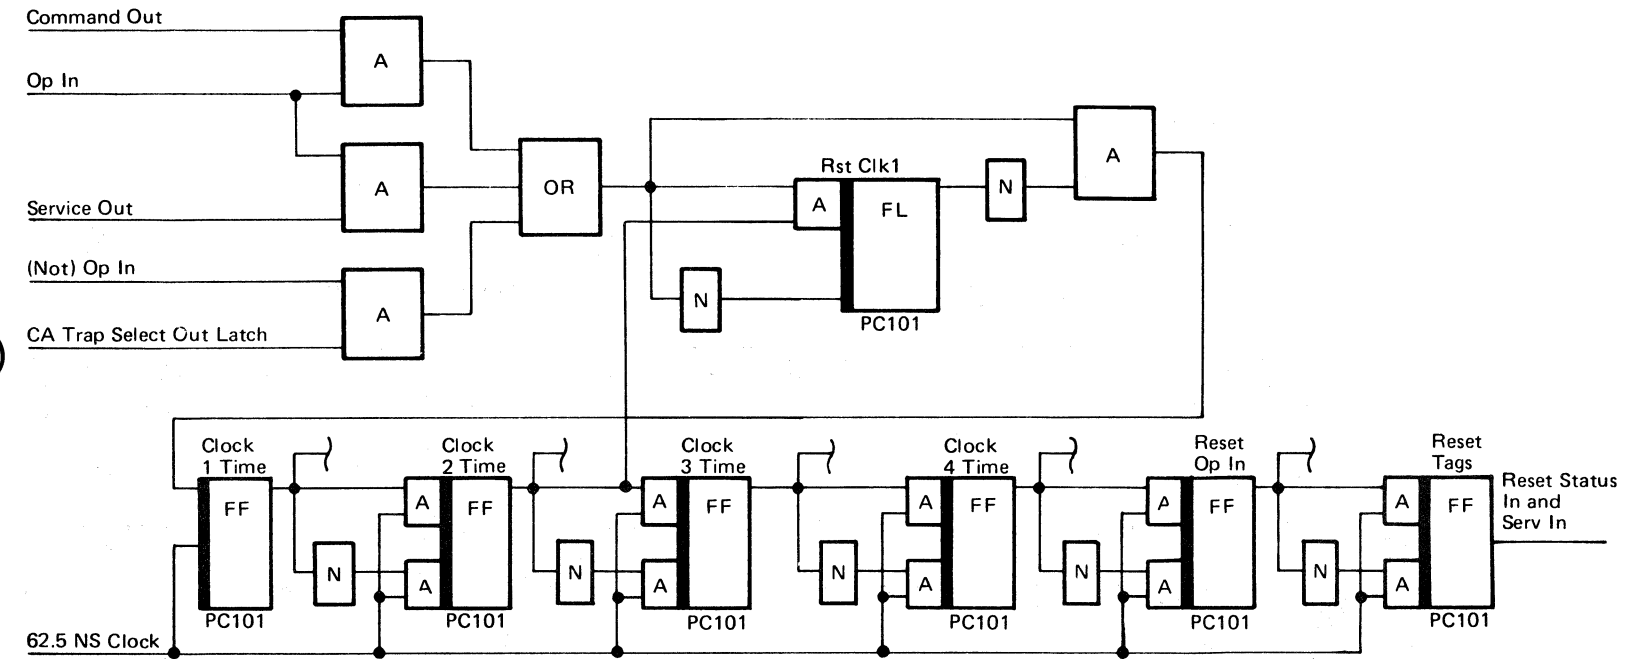 Command Out
A
Op In
A
OR
Service Out
(Not) Op In
A
CA Trap Select Out Latch
Rst Clk1
A
FL
N
A
N
PC101
Clock
1 Time
FF
N
PC101
Clock
2 Time
A
FF
A
N
PC101
Clock
3 Time
A
FF
A
N
PC101
Clock
4 Time
A
FF
A
N
PC101
Reset
Op In
A
FF
A
N
PC101
Reset
Tags
A
FF
A
PC101
Reset Status
In and
Serv In
62.5 NS Clock